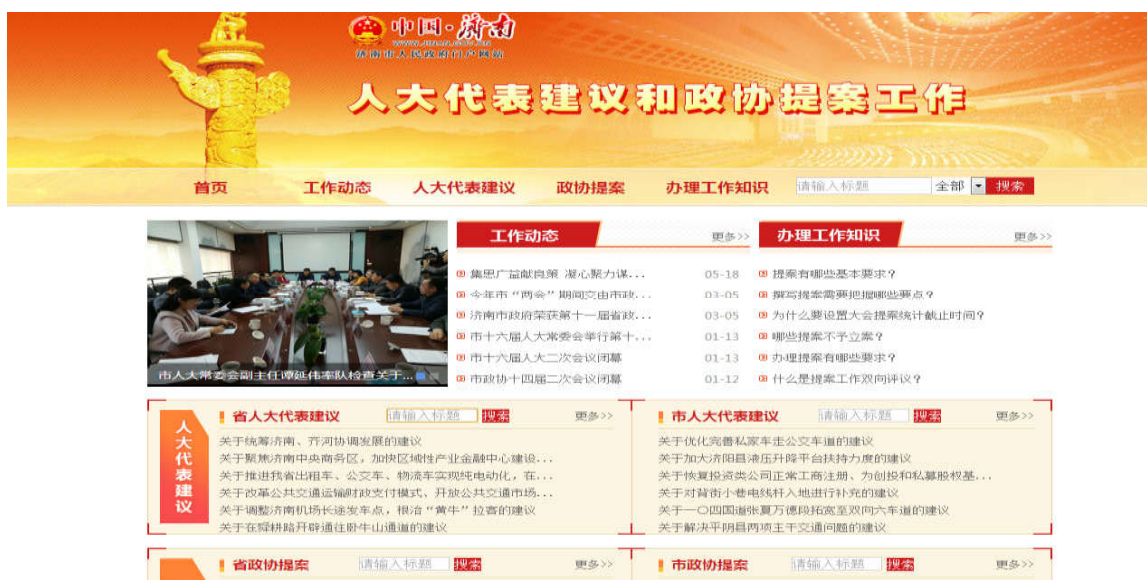 中国·济南
WWW.JINAN.GOV.CN
济南市人民政府门户网站
人大代表建议和政协提案工作
首页 工作动态 人大代表建议 政协提案 办理工作知识 请输入标题 全部 搜索
市人大常委会副主任谭延伟率队检查关于...
工作动态 更多>>
集思广益献良策 凝心聚力谋... 05-18
今年市“两会”期间交由市政... 03-05
济南市政府荣获第十一届省政... 03-05
市十六届人大常委会举行第十... 01-13
市十六届人大二次会议闭幕 01-13
市政协十四届二次会议闭幕 01-12
办理工作知识 更多>>
提案有哪些基本要求?
撰写提案需要把握哪些要点?
为什么要设置大会提案统计截止时间?
哪些提案不予立案?
办理提案有哪些要求?
什么是提案工作双向评议?
人大代表建议
省人大代表建议 请输入标题 搜索 更多>>
关于统筹济南、齐河协调发展的建议
关于聚焦济南中央商务区,加快区域性产业金融中心建设...
关于推进我省出租车、公交车、物流车实现纯电动化,在...
关于改革公共交通运输财政支付模式、开放公共交通市场...
关于调整济南机场长途发车点,根治“黄牛”拉客的建议
关于在舜耕路开辟通往卧牛山通道的建议
市人大代表建议 请输入标题 搜索 更多>>
关于优化完善私家车走公交车道的建议
关于加大济阳县液压升降平台扶持力度的建议
关于恢复投资类公司正常工商注册、为创投和私募股权基...
关于对背街小巷电线杆入地进行补充的建议
关于一〇四国道张夏万德段拓宽至双向六车道的建议
关于解决平阴县两项主干交通问题的建议
省政协提案 请输入标题 搜索 更多>>
市政协提案 请输入标题 搜索 更多>>